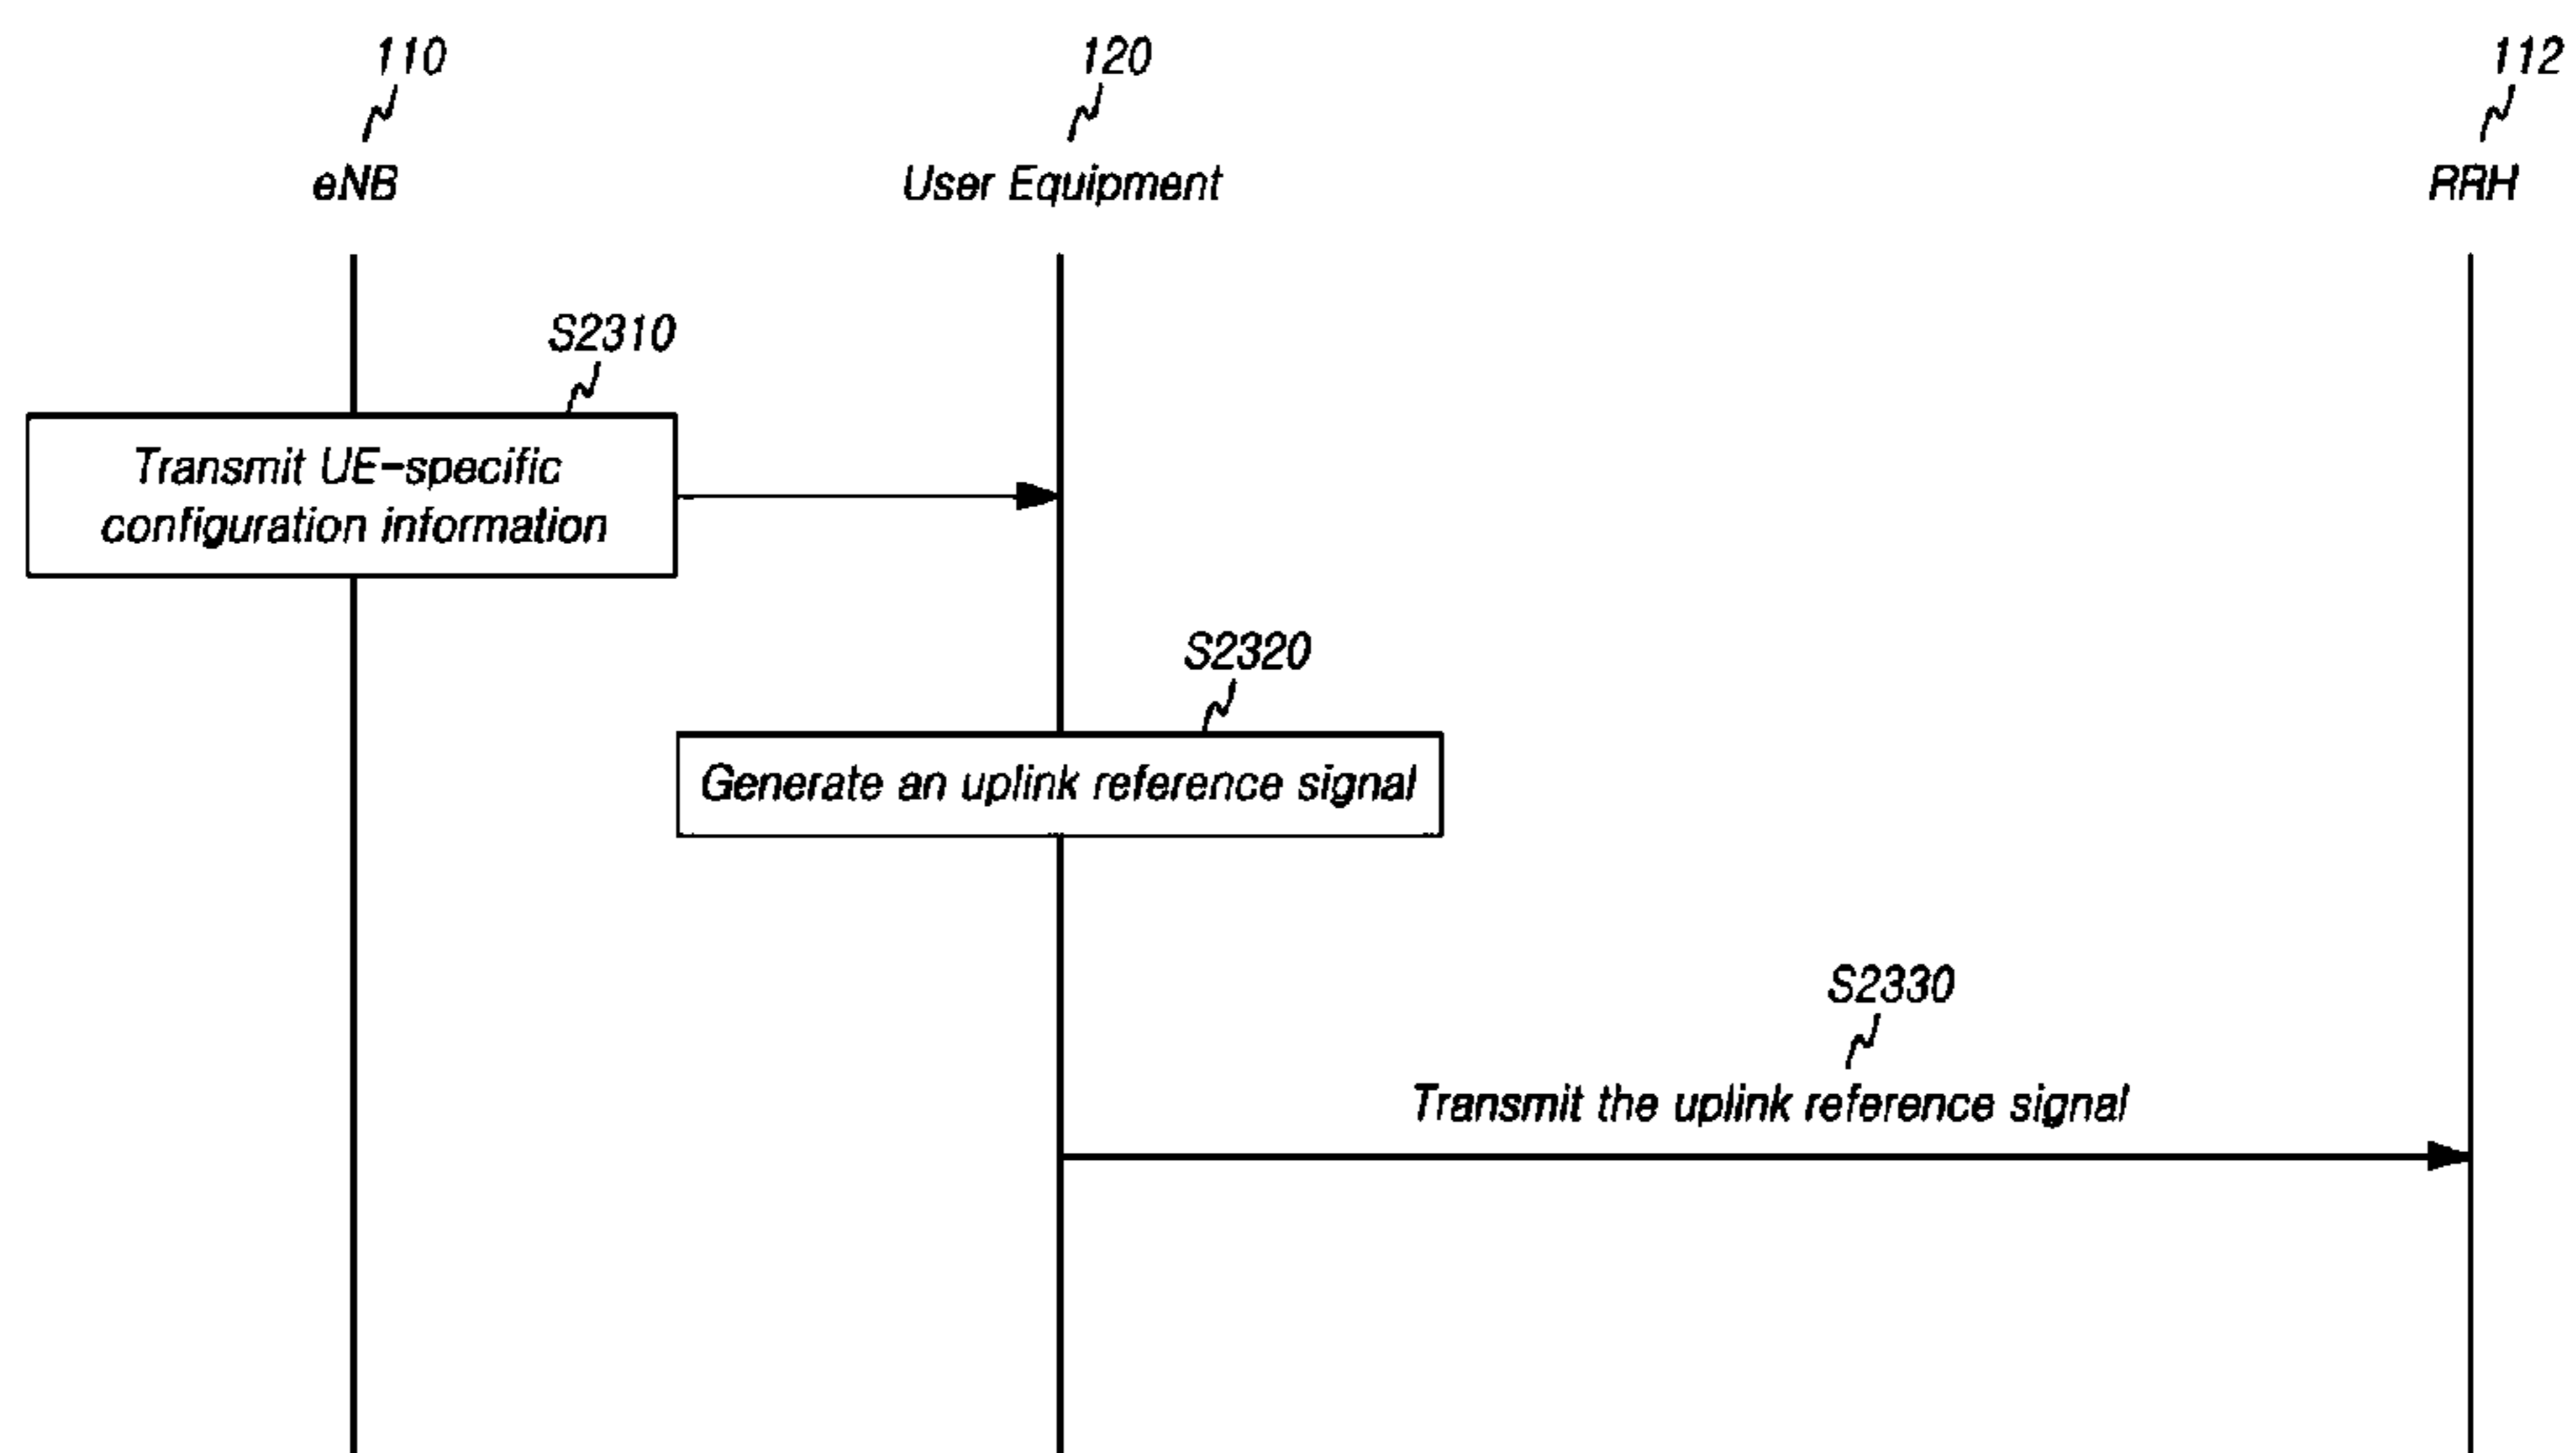 110
120
112
eNB
User Equipment
RRH
S2310
Transmit UE-specific
configuration information
S2320
Generate an uplink reference signal
S2330
Transmit the uplink reference signal